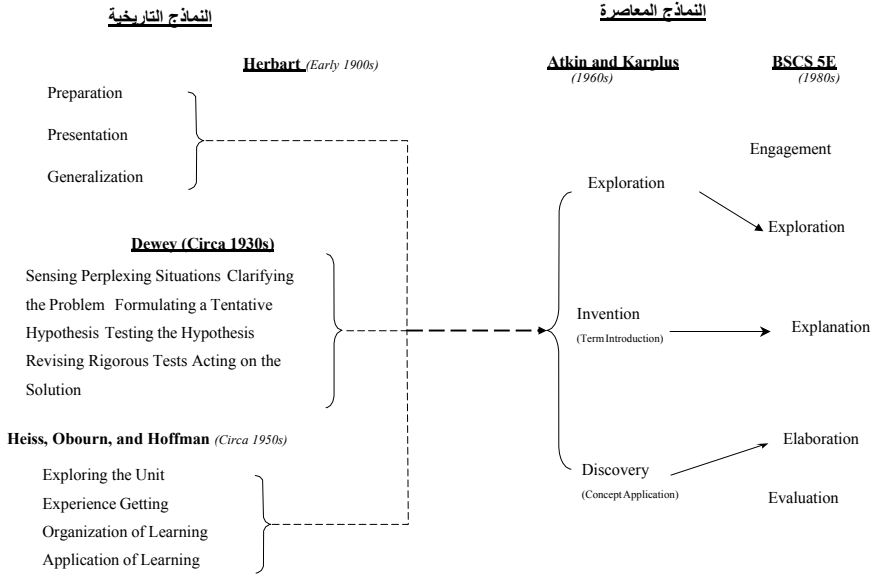 النماذج التاريخية
النماذج المعاصرة
Herbart (Early 1900s)
Preparation
Presentation
Generalization
Dewey (Circa 1930s)
Sensing Perplexing Situations Clarifying
the Problem Formulating a Tentative
Hypothesis Testing the Hypothesis
Revising Rigorous Tests Acting on the
Solution
Heiss, Obourn, and Hoffman (Circa 1950s)
Exploring the Unit
Experience Getting
Organization of Learning
Application of Learning
Atkin and Karplus
(1960s)
Exploration
Invention
(Term Introduction)
Discovery
(Concept Application)
BSCS 5E
(1980s)
Engagement
Exploration
Explanation
Elaboration
Evaluation